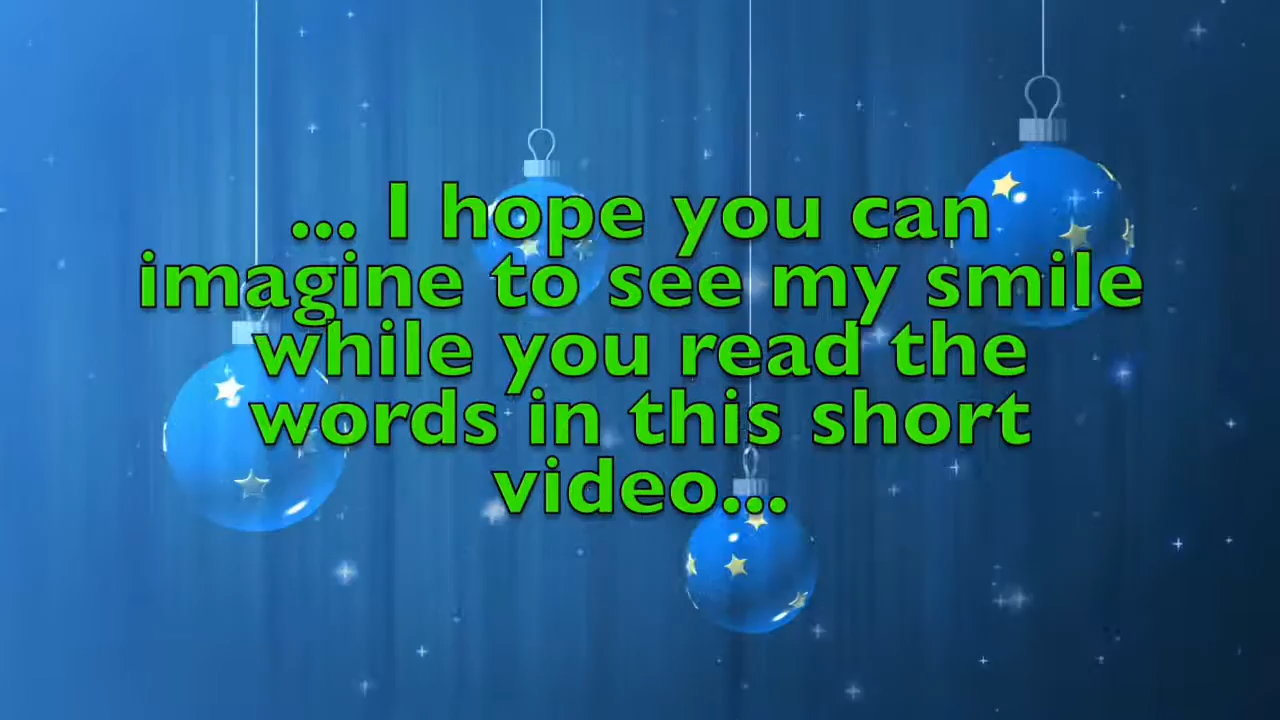 ... I hope you can
imagine to see my smile
while you read the
words in this short
video...